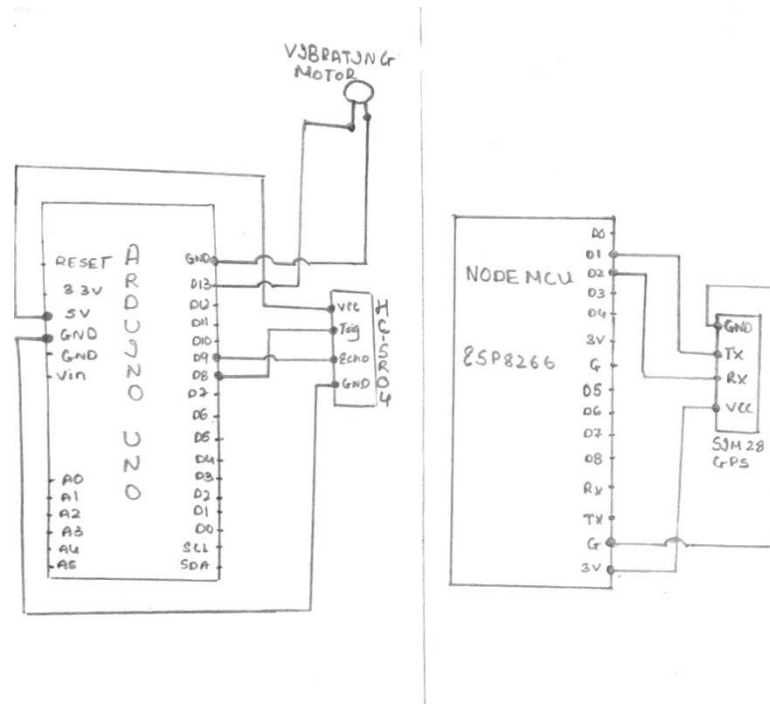 VIBRATING
MOTOR
ARDUINO UNO
RESET
3 3V
5V
GND
GND
Vin
A0
A1
A2
A3
A4
A5
GND
D13
D12
D11
D10
D9
D8
D7
D6
D5
D4
D3
D2
D1
D0
SCL
SDA
Vcc
Trig
Echo
GND
HC-SR04
NODE MCU
ESP8266
D0
D1
D2
D3
D4
3V
G
D5
D6
D7
D8
Rx
TX
G
3V
GND
TX
RX
VCC
SIM 28
GPS